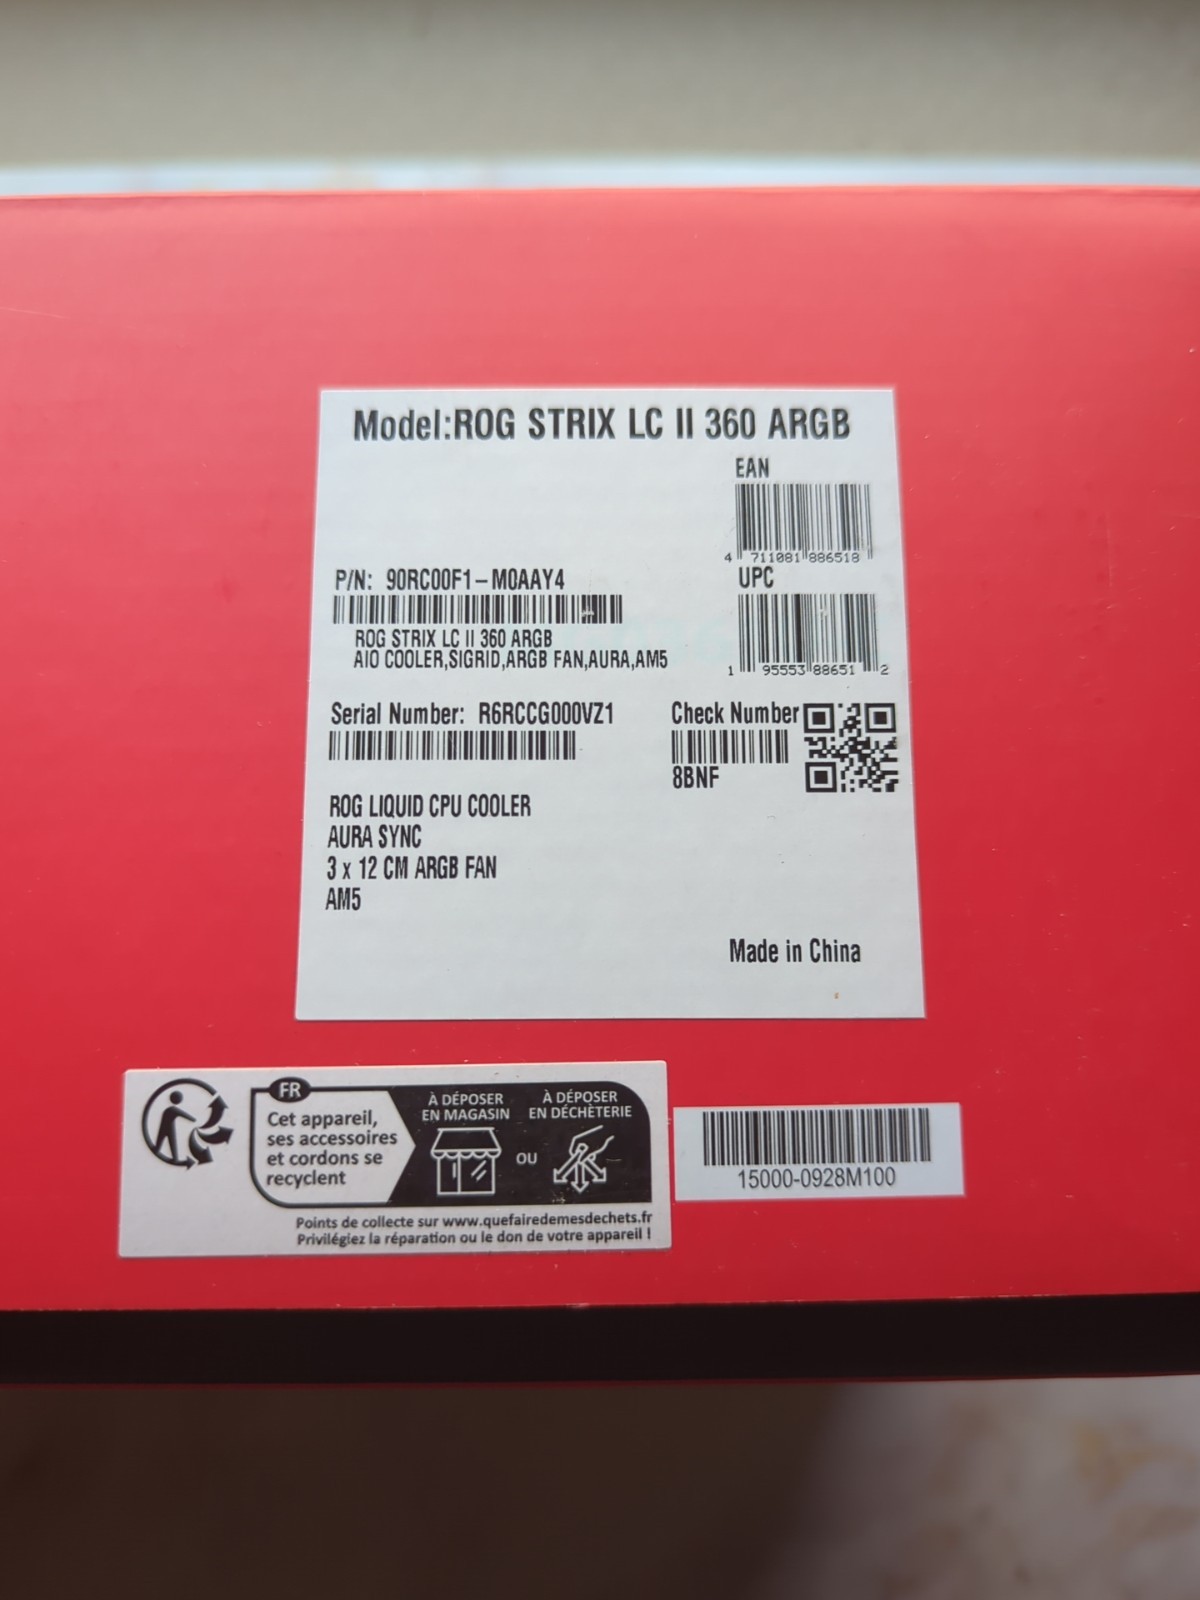 Model:ROG STRIX LC II 360 ARGB
EAN
4 711081 886518
P/N: 90RC00F1-M0AAY4
UPC
ROG STRIX LC II 360 ARGB
AIO COOLER,SIGRID,ARGB FAN,AURA,AM5
1 95553 88651 2
Serial Number: R6RCCG000VZ1
Check Number
8BNF
ROG LIQUID CPU COOLER
AURA SYNC
3 x 12 CM ARGB FAN
AM5
Made in China
FR
Cet appareil,
ses accessoires
et cordons se
recyclent
À DÉPOSER
EN MAGASIN
OU
À DÉPOSER
EN DÉCHÈTERIE
Points de collecte sur www.quefairedemesdechets.fr
Privilégiez la réparation ou le don de votre appareil !
15000-0928M100